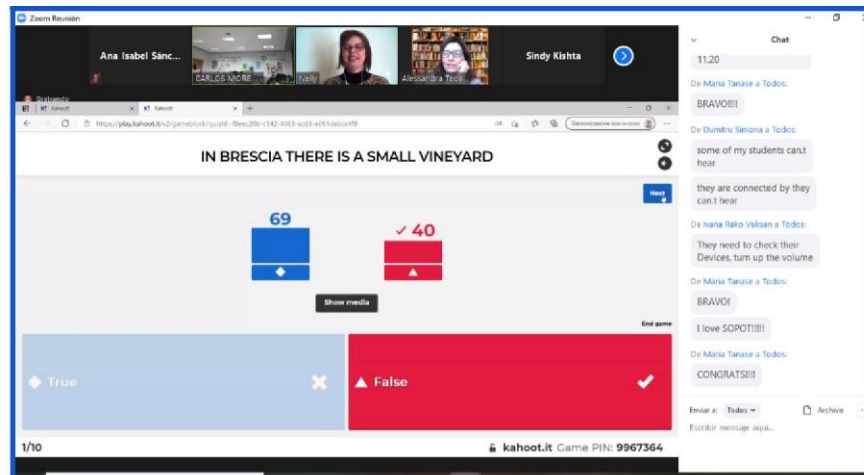 Zoom Reunión
Ana Isabel Sánc...
CARLOS MORE
Nelly
Alessandra Tedi
Sindy Kishta
Grabando
Kahoot!
Kahoot!
IN BRESCIA THERE IS A SMALL VINEYARD
Next
69
40
Show media
End game
True
False
1/10
kahoot.it Game PIN: 9967364
Chat
11.20
De Maria Tanase a Todos:
BRAVO!!!!
De Dumitru Simona a Todos:
some of my students can,t
hear
they are connected by they
can,t hear
De Ivana Rako Vulisan a Todos:
They need to check their
Devices, turn up the volume
De Maria Tanase a Todos:
BRAVO!
I love SOPOT!!!!!
De Maria Tanase a Todos:
CONGRATS!!!!
Enviar a: Todos
Archivo
Escribir mensaje aquí...